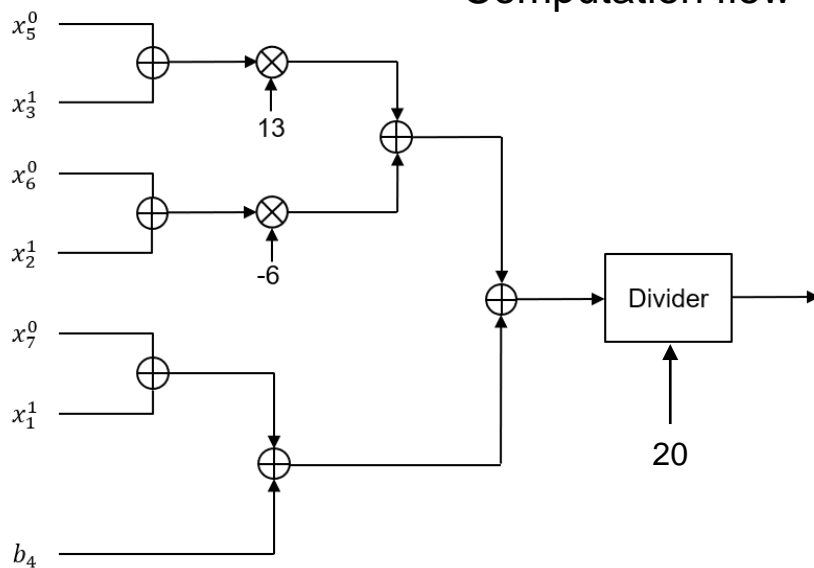 Computation flow
x_5^0
x_3^1
13
x_6^0
x_2^1
-6
Divider
x_7^0
x_1^1
20
b_4